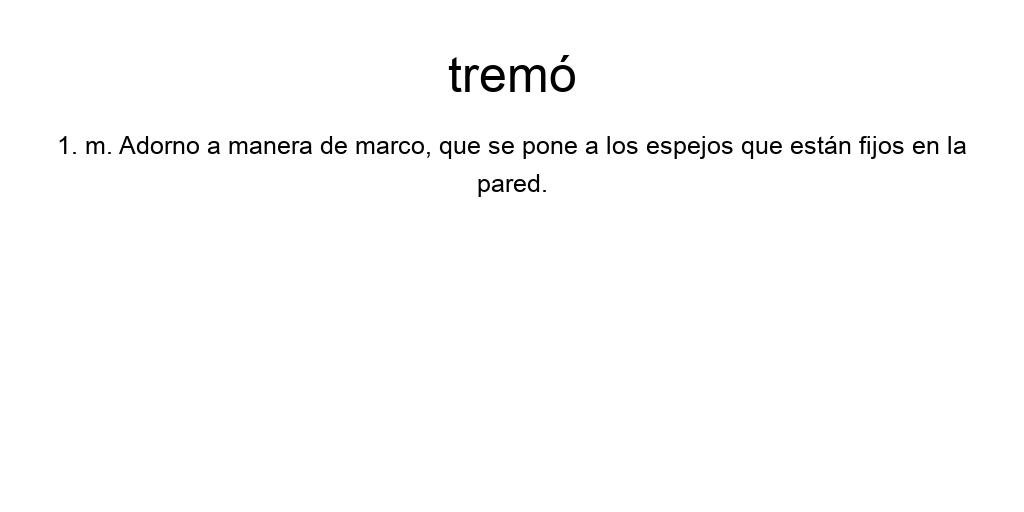 tremó
1. m. Adorno a manera de marco, que se pone a los espejos que están fijos en la
pared.